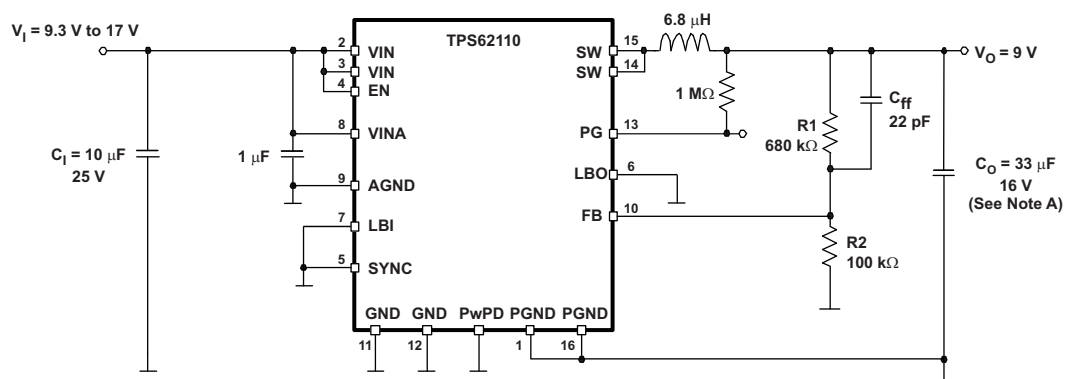 V_I = 9.3 V to 17 V
TPS62110
6.8 μH
V_O = 9 V
2 VIN
3 VIN
4 EN
8 VINA
9 AGND
7 LBI
5 SYNC
SW 15
SW 14
PG 13
LBO 6
FB 10
C_I = 10 μF
25 V
1 μF
1 MΩ
R1
680 kΩ
C_ff
22 pF
C_O = 33 μF
16 V
(See Note A)
R2
100 kΩ
GND GND PwPD PGND PGND
11 12 1 16